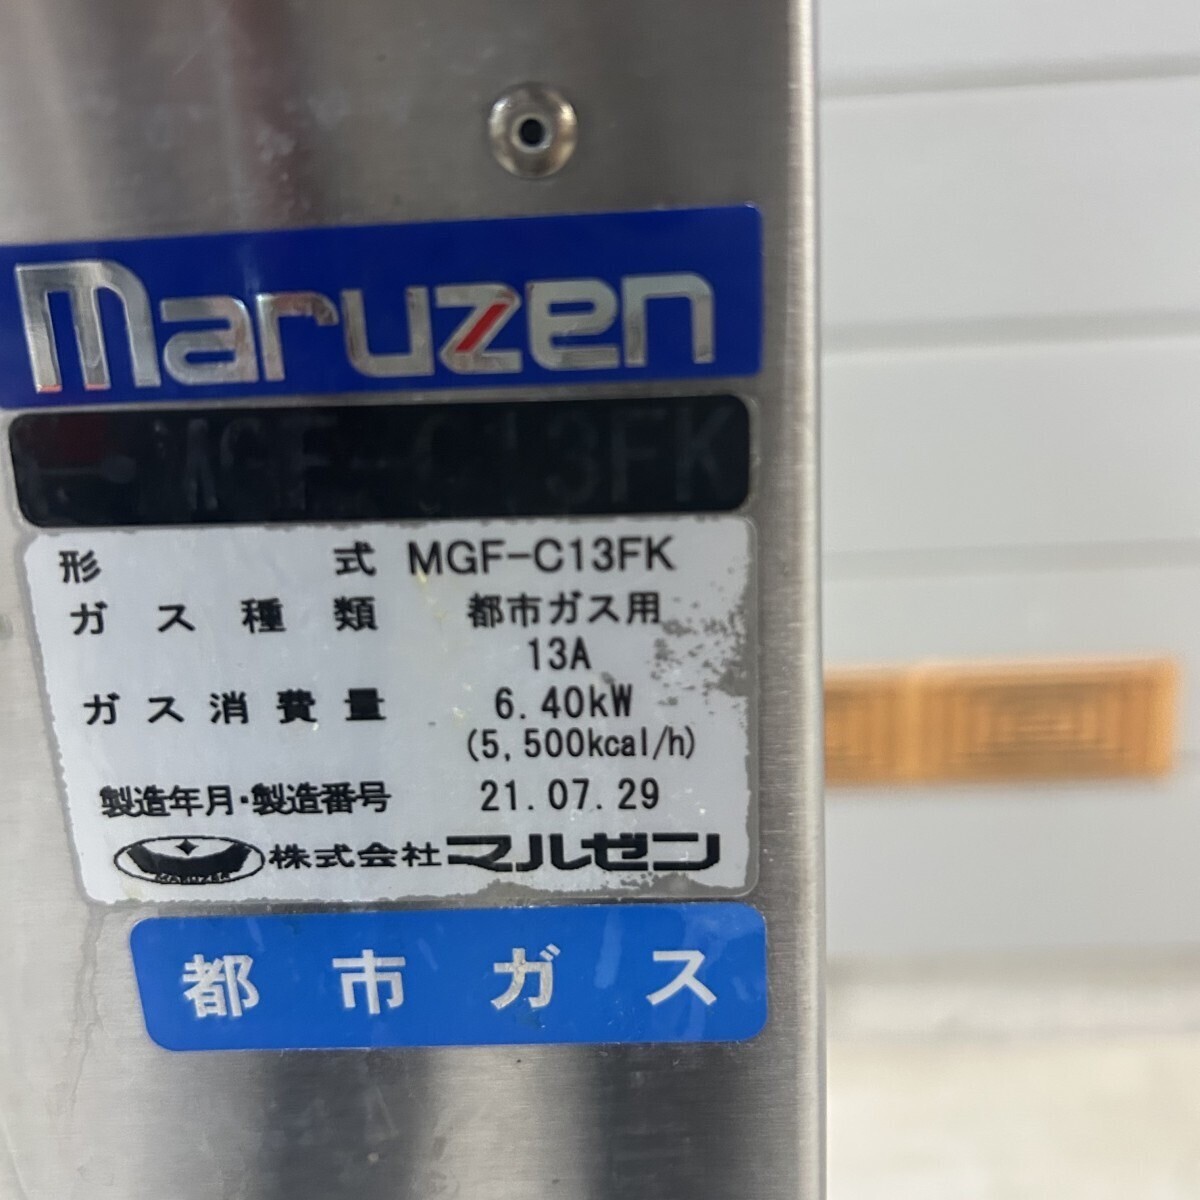 maruzen
MGF-C13FK
形式 MGF-C13FK
ガス種類 都市ガス用
13A
ガス消費量 6.40kW
(5,500kcal/h)
製造年月・製造番号 21.07.29
MARUZEN 株式会社マルゼン
都市ガス